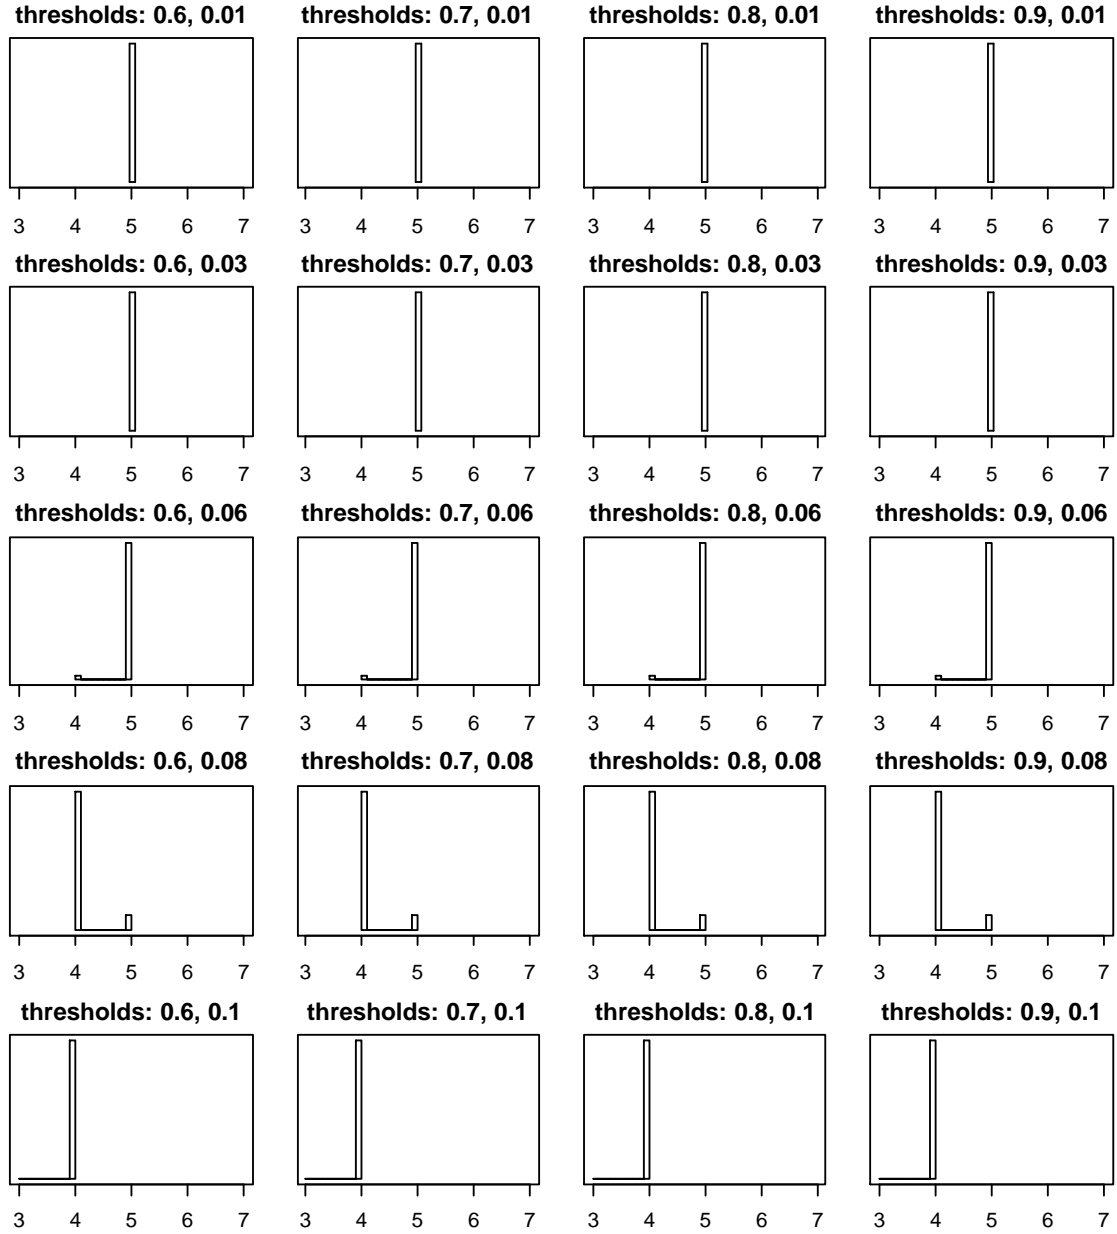 thresholds: 0.6, 0.01 thresholds: 0.7, 0.01 thresholds: 0.8, 0.01 thresholds: 0.9, 0.01
3 4 5 6 7 3 4 5 6 7 3 4 5 6 7 3 4 5 6 7
thresholds: 0.6, 0.03 thresholds: 0.7, 0.03 thresholds: 0.8, 0.03 thresholds: 0.9, 0.03
3 4 5 6 7 3 4 5 6 7 3 4 5 6 7 3 4 5 6 7
thresholds: 0.6, 0.06 thresholds: 0.7, 0.06 thresholds: 0.8, 0.06 thresholds: 0.9, 0.06
3 4 5 6 7 3 4 5 6 7 3 4 5 6 7 3 4 5 6 7
thresholds: 0.6, 0.08 thresholds: 0.7, 0.08 thresholds: 0.8, 0.08 thresholds: 0.9, 0.08
3 4 5 6 7 3 4 5 6 7 3 4 5 6 7 3 4 5 6 7
thresholds: 0.6, 0.1 thresholds: 0.7, 0.1 thresholds: 0.8, 0.1 thresholds: 0.9, 0.1
3 4 5 6 7 3 4 5 6 7 3 4 5 6 7 3 4 5 6 7